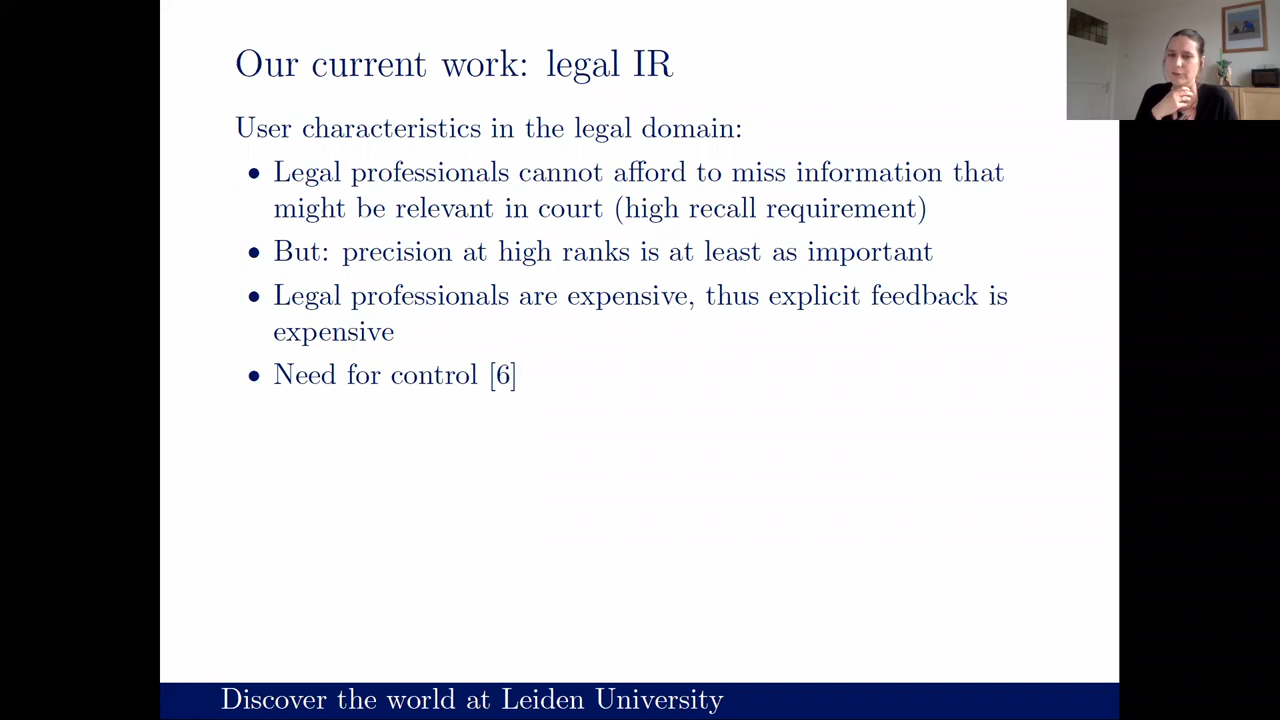 Our current work: legal IR
User characteristics in the legal domain:
• Legal professionals cannot afford to miss information that
might be relevant in court (high recall requirement)
• But: precision at high ranks is at least as important
• Legal professionals are expensive, thus explicit feedback is
expensive
• Need for control [6]
Discover the world at Leiden University